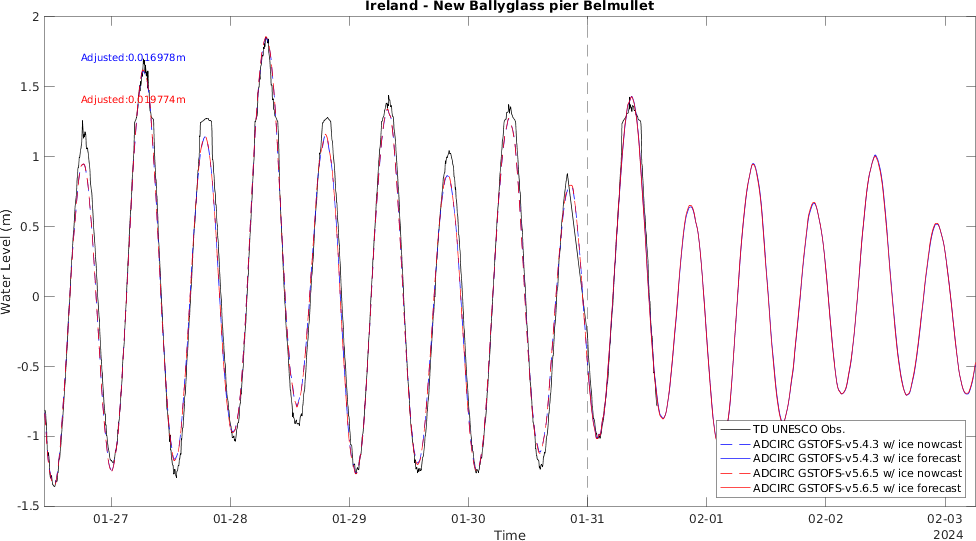 Ireland - New Ballyglass pier Belmullet
2
1.5
1
0.5
0
-0.5
-1
-1.5
Water Level (m)
Adjusted:0.016978m
Adjusted:0.019774m
TD UNESCO Obs.
ADCIRC GSTOFS-v5.4.3 w/ ice nowcast
ADCIRC GSTOFS-v5.4.3 w/ ice forecast
ADCIRC GSTOFS-v5.6.5 w/ ice nowcast
ADCIRC GSTOFS-v5.6.5 w/ ice forecast
01-27 01-28 01-29 01-30 01-31 02-01 02-02 02-03
Time
2024